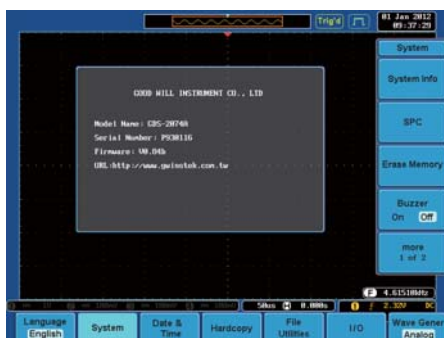 Trig'd
01 Jan 2012
09:37:29
System
GOOD WILL INSTRUMENT CO., LTD
System Info
Model Name: GDS-2074A
Serial Number: P930116
Firmware: V0.84b
URL:http://www.gwinstek.com.tw
SPC
Erase Memory
Buzzer
On Off
more
1 of 2
F 4.61518kHz
50us H 0.000s
1 f 2.32V DC
Language
English
System
Date &
Time
Hardcopy
File
Utilities
I/O
Wave Gener
Analog